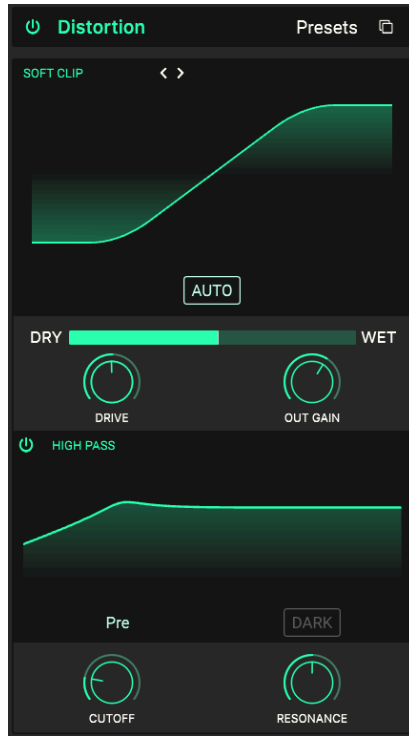 Distortion Presets
SOFT CLIP < >
AUTO
DRY WET
DRIVE OUT GAIN
HIGH PASS
Pre DARK
CUTOFF RESONANCE